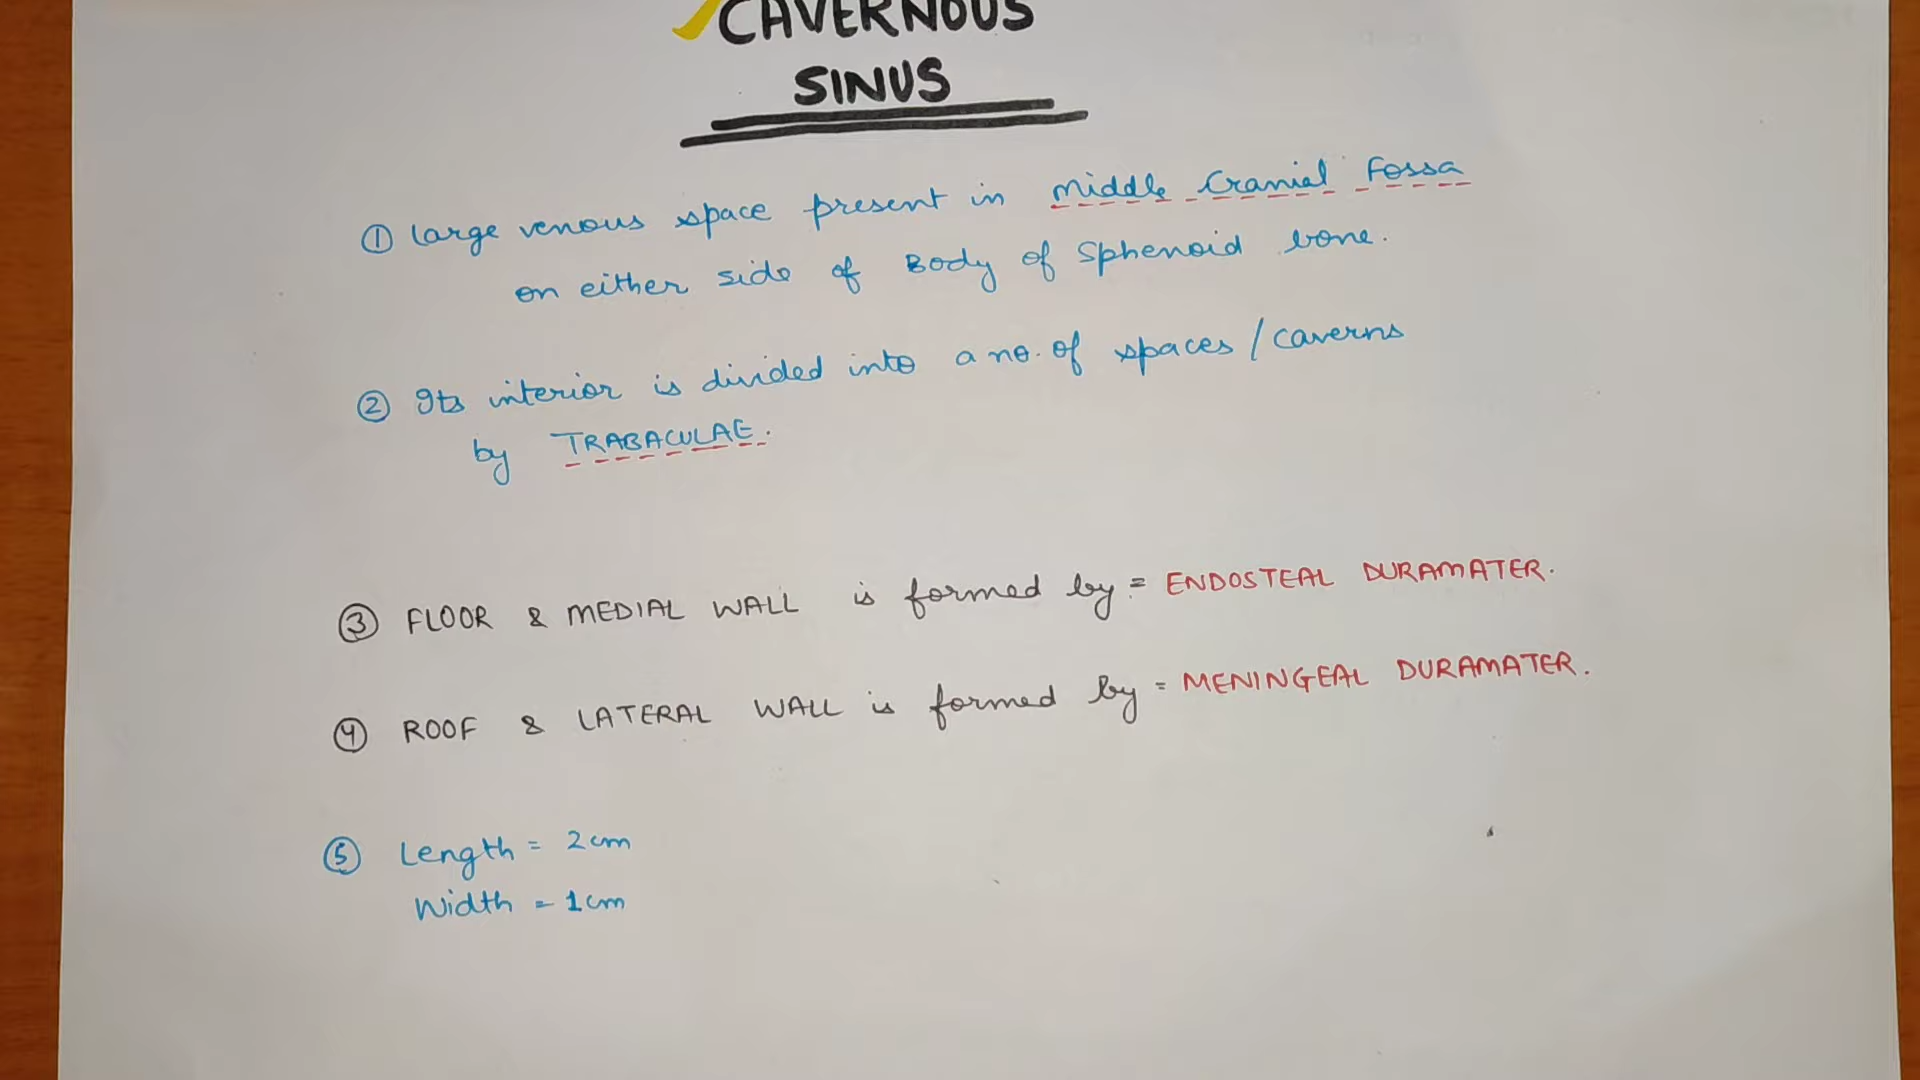 CAVERNOUS
SINUS
① Large venous space present in Middle Cranial Fossa
on either side of Body of Sphenoid bone.
② Its interior is divided into a no. of spaces / caverns
by TRABACULAE.
③ FLOOR & MEDIAL WALL is formed by = ENDOSTEAL DURAMATER.
④ ROOF & LATERAL WALL is formed by = MENINGEAL DURAMATER.
⑤ Length = 2cm
Width = 1cm